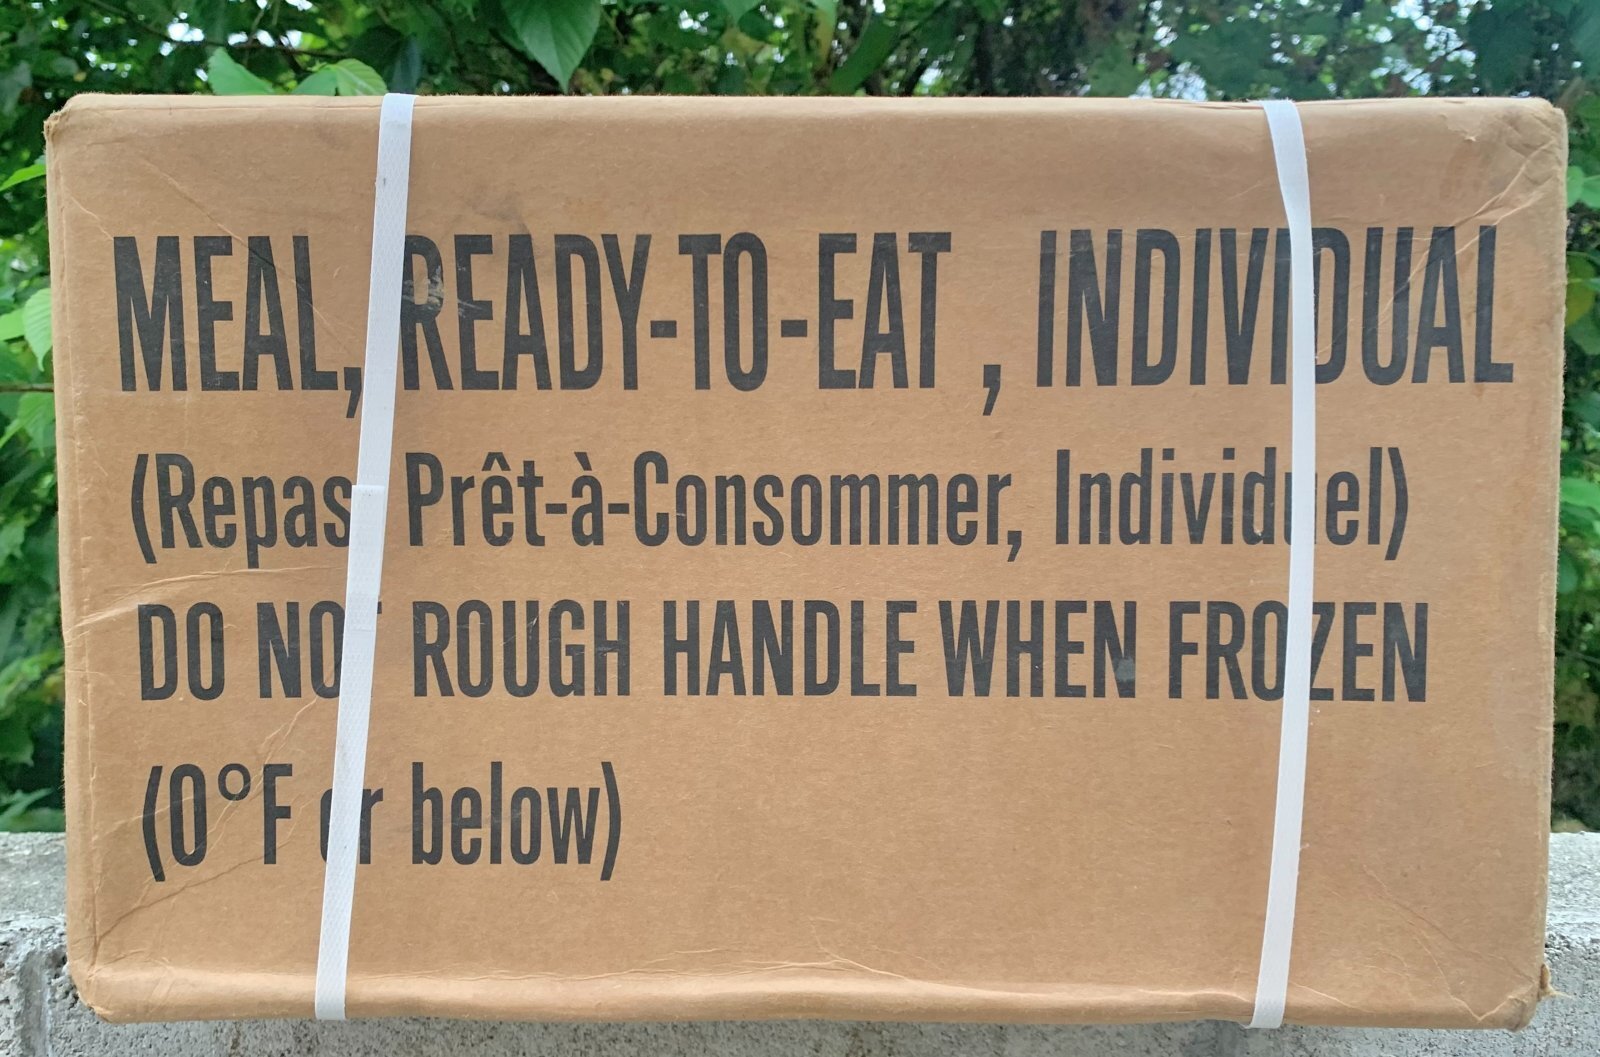 MEAL, READY-TO-EAT , INDIVIDUAL
(Repas, Prêt-à-Consommer, Individuel)
DO NOT ROUGH HANDLE WHEN FROZEN
(0°F or below)